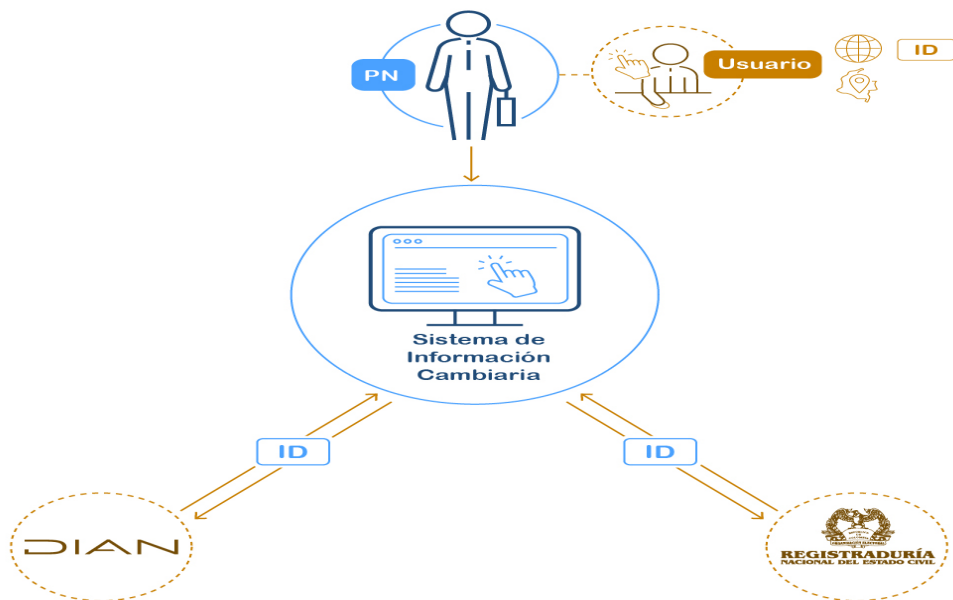 PN
Usuario
ID
Sistema de
Información
Cambiaria
ID
ID
DIAN
REGISTRADURÍA
NACIONAL DEL ESTADO CIVIL